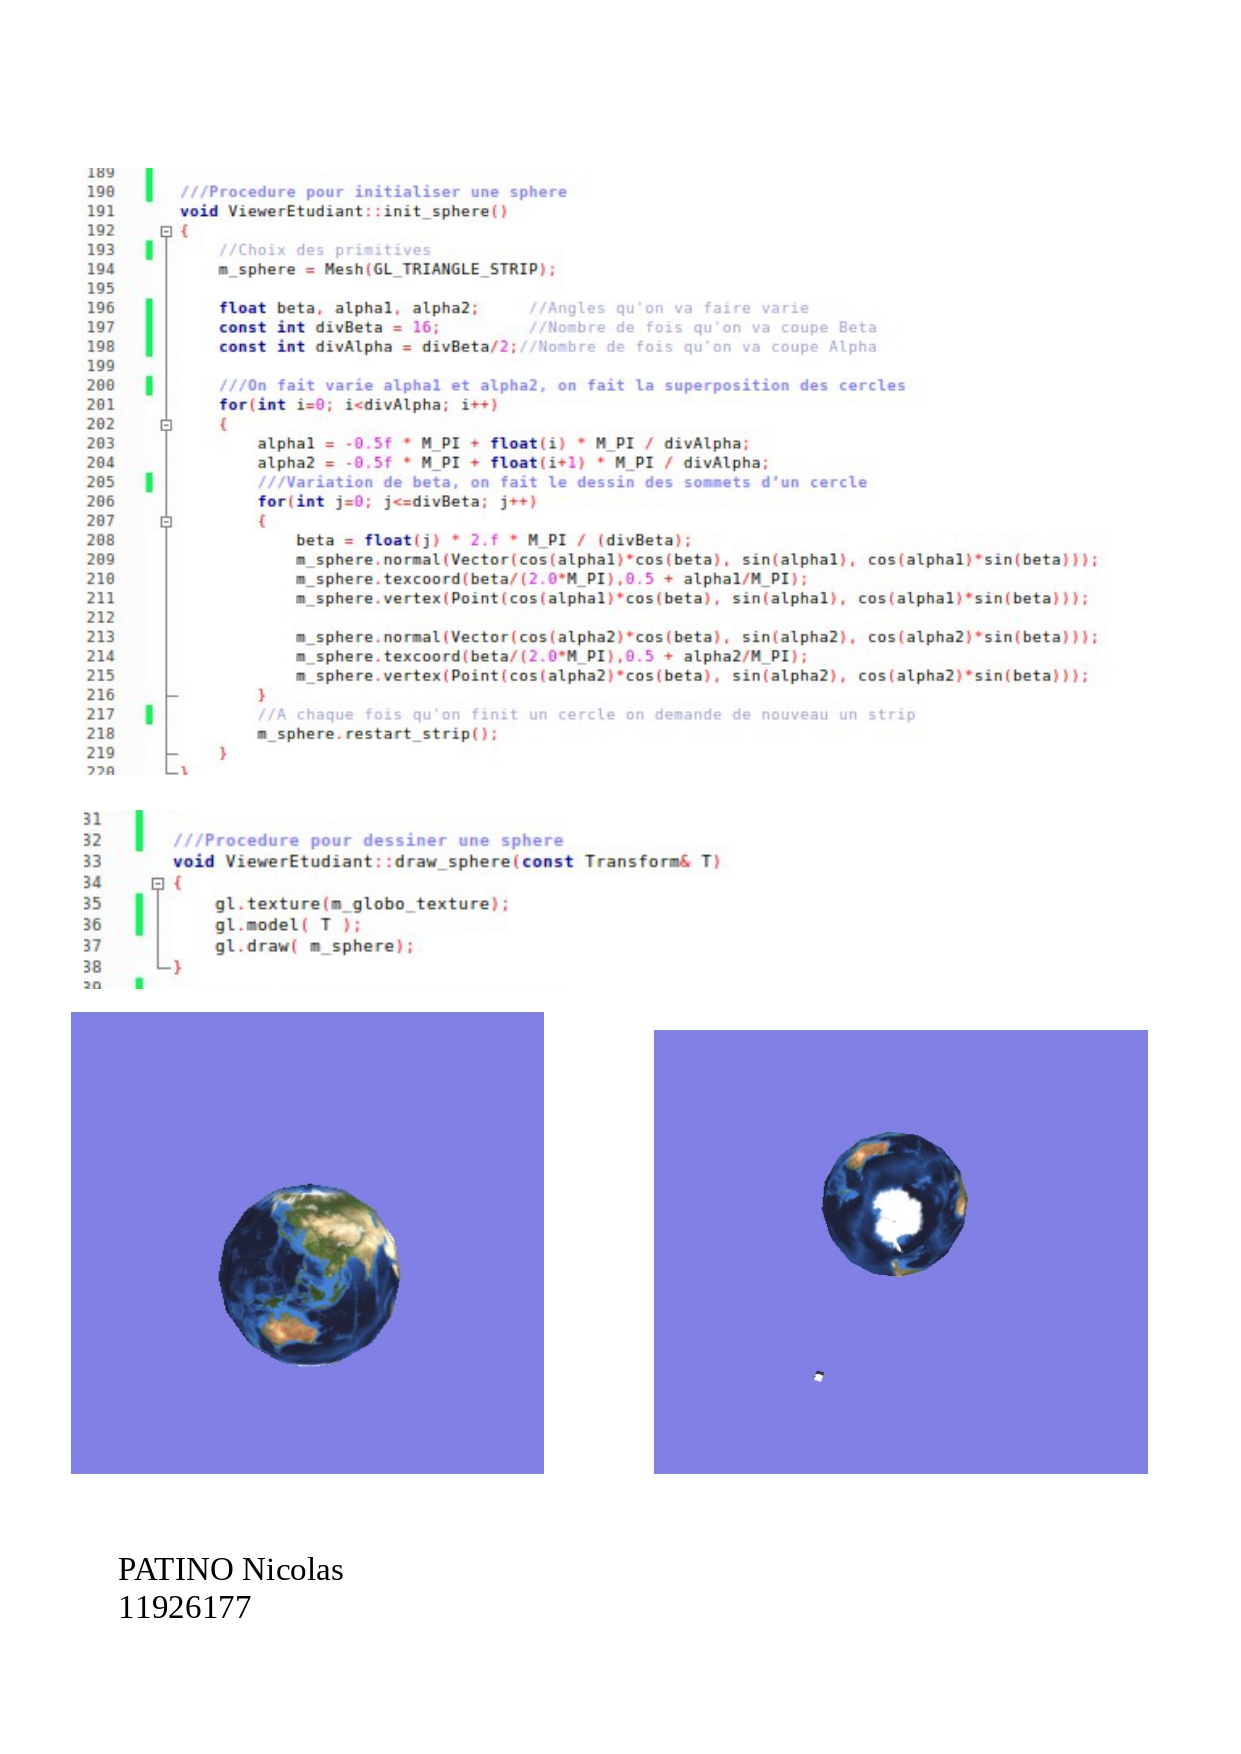 189
190 ///Procedure pour initialiser une sphere
191 void ViewerEtudiant::init_sphere()
192 {
193 //Choix des primitives
194 m_sphere = Mesh(GL_TRIANGLE_STRIP);
195
196 float beta, alpha1, alpha2; //Angles qu'on va faire varie
197 const int divBeta = 16; //Nombre de fois qu'on va coupe Beta
198 const int divAlpha = divBeta/2;//Nombre de fois qu'on va coupe Alpha
199
200 ///On fait varie alpha1 et alpha2, on fait la superposition des cercles
201 for(int i=0; i<divAlpha; i++)
202 {
203 alpha1 = -0.5f * M_PI + float(i) * M_PI / divAlpha;
204 alpha2 = -0.5f * M_PI + float(i+1) * M_PI / divAlpha;
205 ///Variation de beta, on fait le dessin des sommets d'un cercle
206 for(int j=0; j<=divBeta; j++)
207 {
208 beta = float(j) * 2.f * M_PI / (divBeta);
209 m_sphere.normal(Vector(cos(alpha1)*cos(beta), sin(alpha1), cos(alpha1)*sin(beta)));
210 m_sphere.texcoord(beta/(2.0*M_PI),0.5 + alpha1/M_PI);
211 m_sphere.vertex(Point(cos(alpha1)*cos(beta), sin(alpha1), cos(alpha1)*sin(beta)));
212
213 m_sphere.normal(Vector(cos(alpha2)*cos(beta), sin(alpha2), cos(alpha2)*sin(beta)));
214 m_sphere.texcoord(beta/(2.0*M_PI),0.5 + alpha2/M_PI);
215 m_sphere.vertex(Point(cos(alpha2)*cos(beta), sin(alpha2), cos(alpha2)*sin(beta)));
216 }
217 //A chaque fois qu'on finit un cercle on demande de nouveau un strip
218 m_sphere.restart_strip();
219 }
220 }
31
32 ///Procedure pour dessiner une sphere
33 void ViewerEtudiant::draw_sphere(const Transform& T)
34 {
35 gl.texture(m_globo_texture);
36 gl.model( T );
37 gl.draw( m_sphere);
38 }
39
PATINO Nicolas
11926177